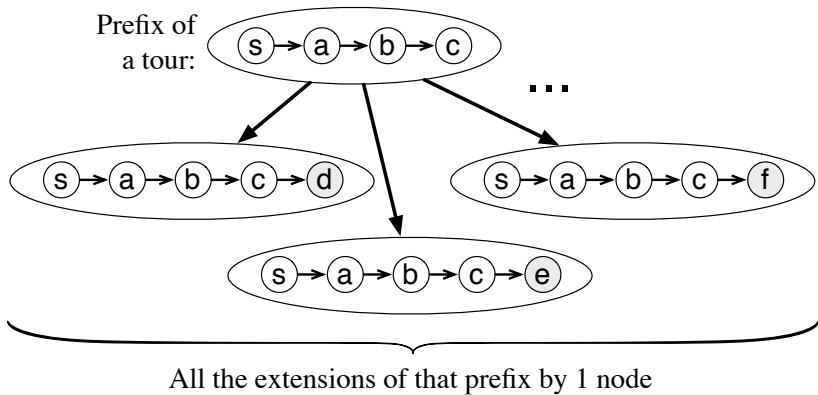 Prefix of
a tour:
s a b c
...
s a b c d
s a b c f
s a b c e
All the extensions of that prefix by 1 node